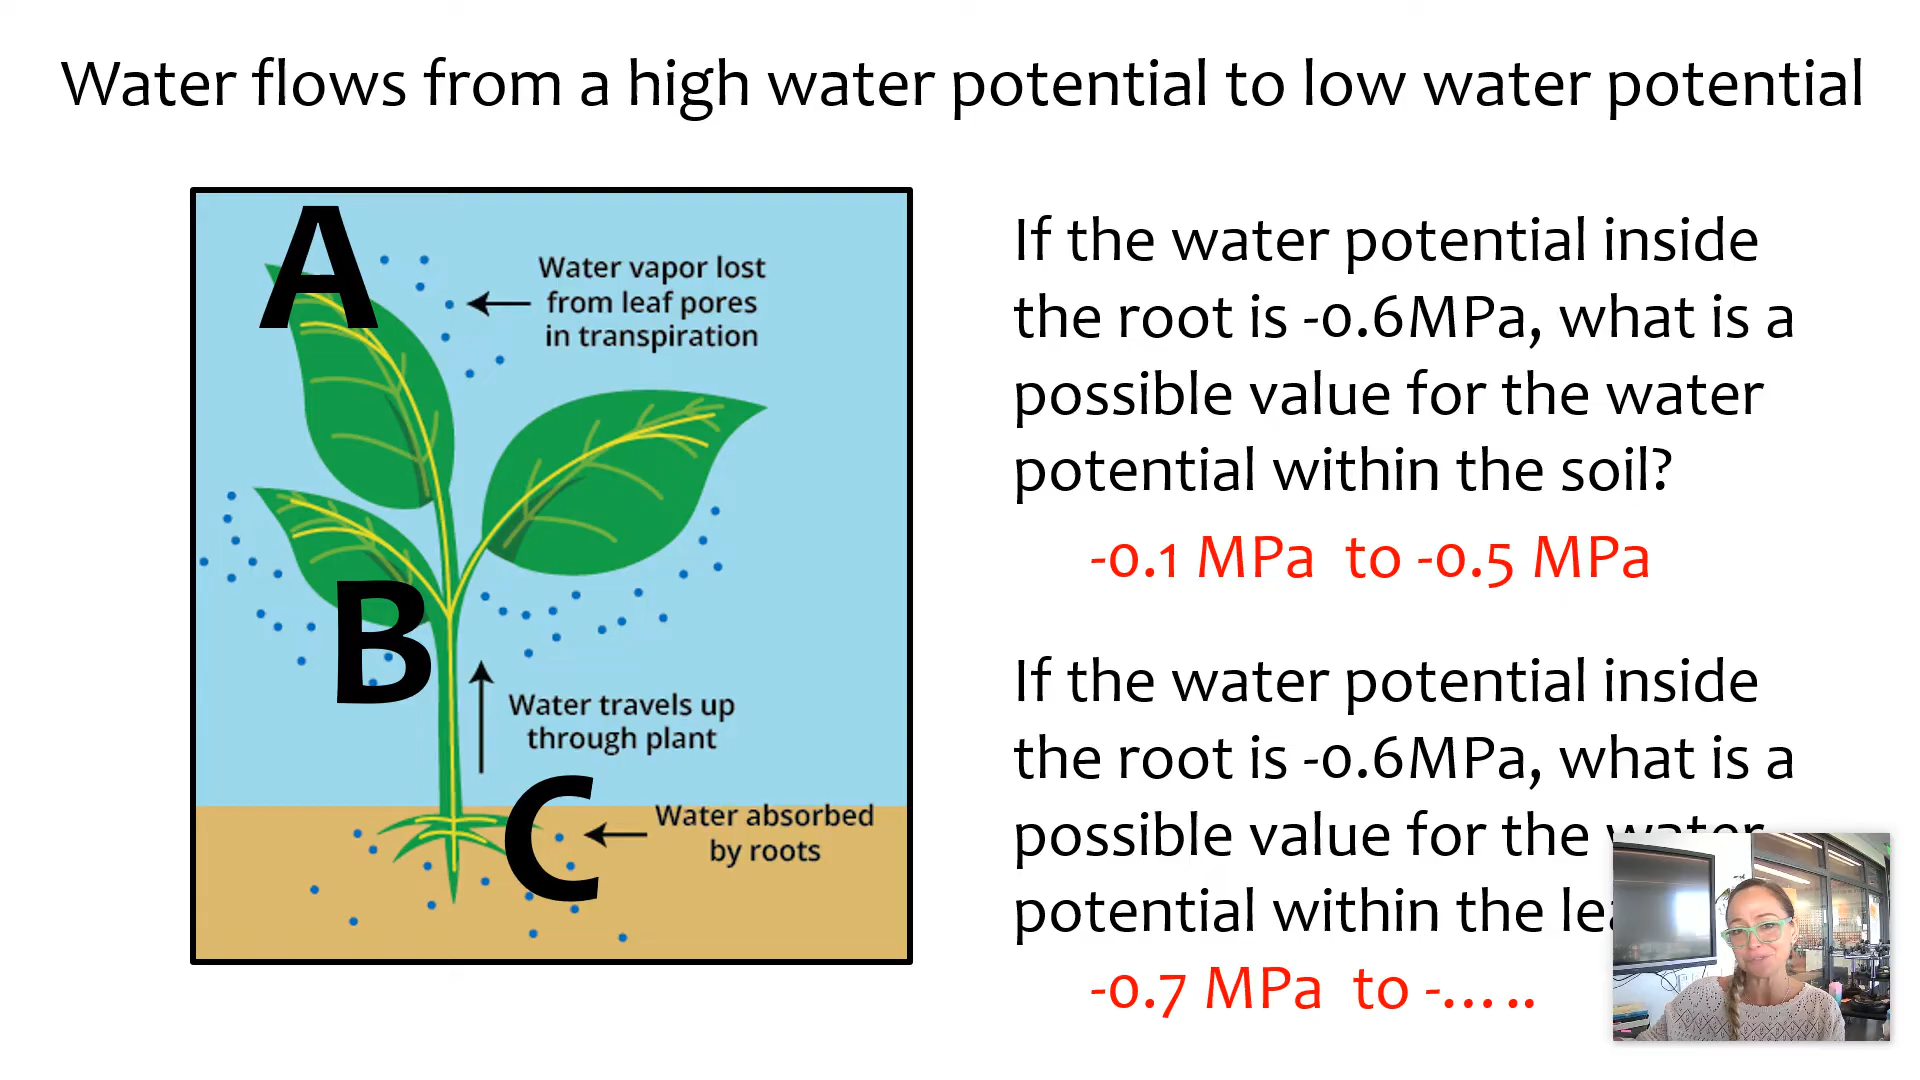 Water flows from a high water potential to low water potential
A
Water vapor lost
from leaf pores
in transpiration
B
Water travels up
through plant
C
Water absorbed
by roots
If the water potential inside
the root is -0.6MPa, what is a
possible value for the water
potential within the soil?
-0.1 MPa to -0.5 MPa
If the water potential inside
the root is -0.6MPa, what is a
possible value for the water
potential within the
-0.7 MPa to -.... ..